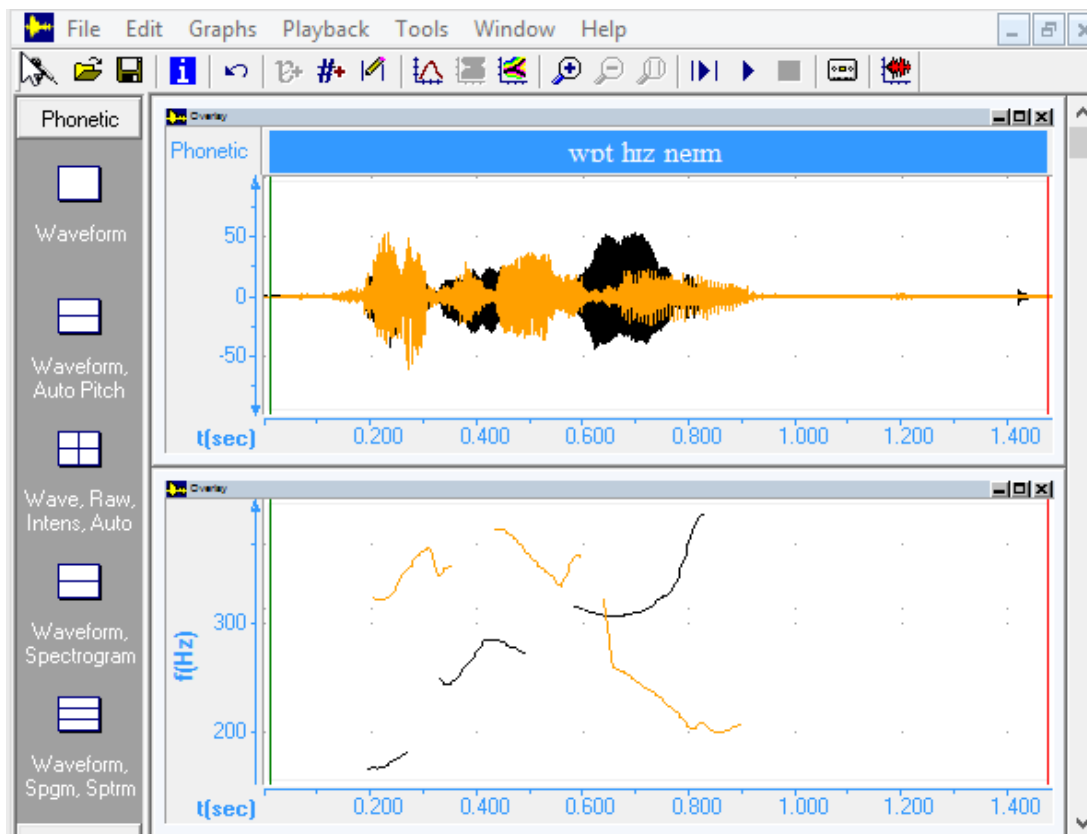 File Edit Graphs Playback Tools Window Help
Phonetic
Waveform
Waveform,
Auto Pitch
Wave, Raw,
Intens, Auto
Waveform,
Spectrogram
Waveform,
Spgm, Sptrm
Overlay
Phonetic
wɒt hɪz neɪm
50
0
-50
t(sec) 0.200 0.400 0.600 0.800 1.000 1.200 1.400
Overlay
f(Hz)
300
200
t(sec) 0.200 0.400 0.600 0.800 1.000 1.200 1.400